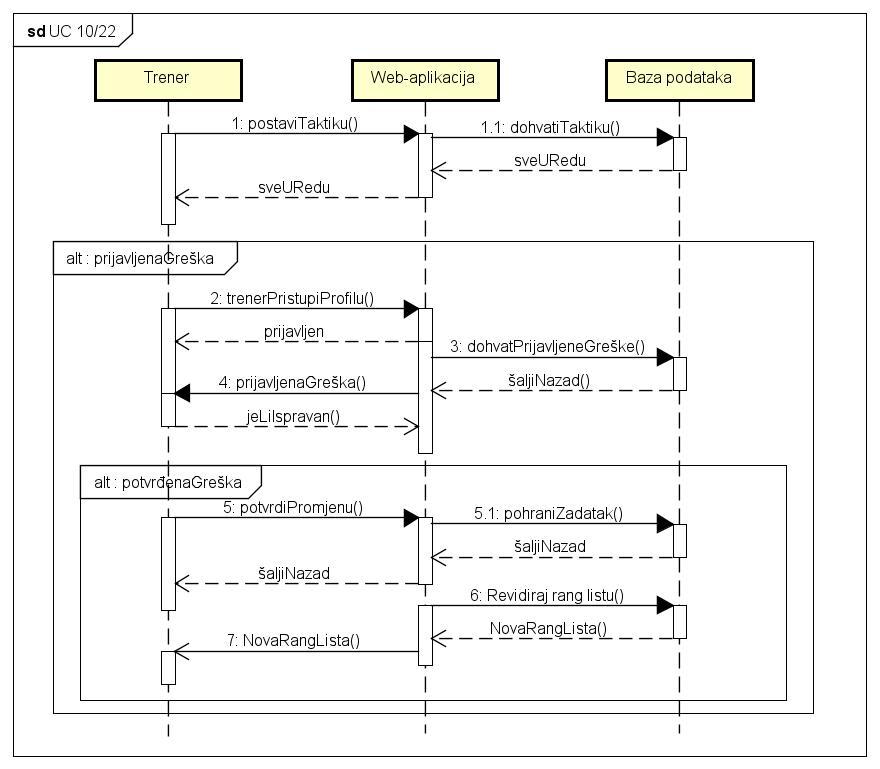 sd UC 10/22
Trener
Web-aplikacija
Baza podataka
1: postaviTaktiku()
1.1: dohvatiTaktiku()
sveURedu
sveURedu
alt : prijavljenaGreška
2: trenerPristupiProfilu()
prijavljen
3: dohvatPrijavljeneGreške()
šaljiNazad()
4: prijavljenaGreška()
jeLiIspravan()
alt : potvrđenaGreška
5: potvrdiPromjenu()
5.1: pohraniZadatak()
šaljiNazad
šaljiNazad
6: Revidiraj rang listu()
NovaRangLista()
7: NovaRangLista()